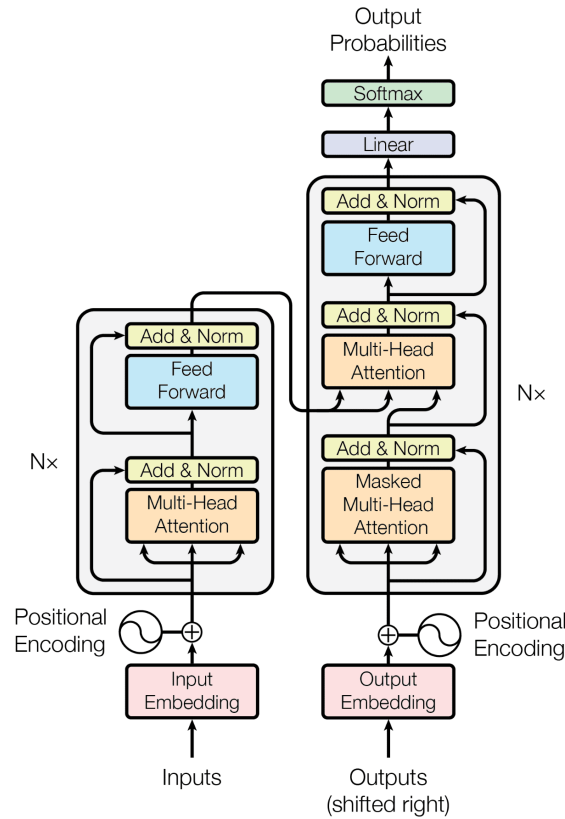 Output
Probabilities
Softmax
Linear
Add & Norm
Feed
Forward
Add & Norm
Multi-Head
Attention
Add & Norm
Masked
Multi-Head
Attention
N×
Add & Norm
Feed
Forward
Add & Norm
Multi-Head
Attention
N×
Positional
Encoding
Positional
Encoding
Input
Embedding
Output
Embedding
Inputs
Outputs
(shifted right)